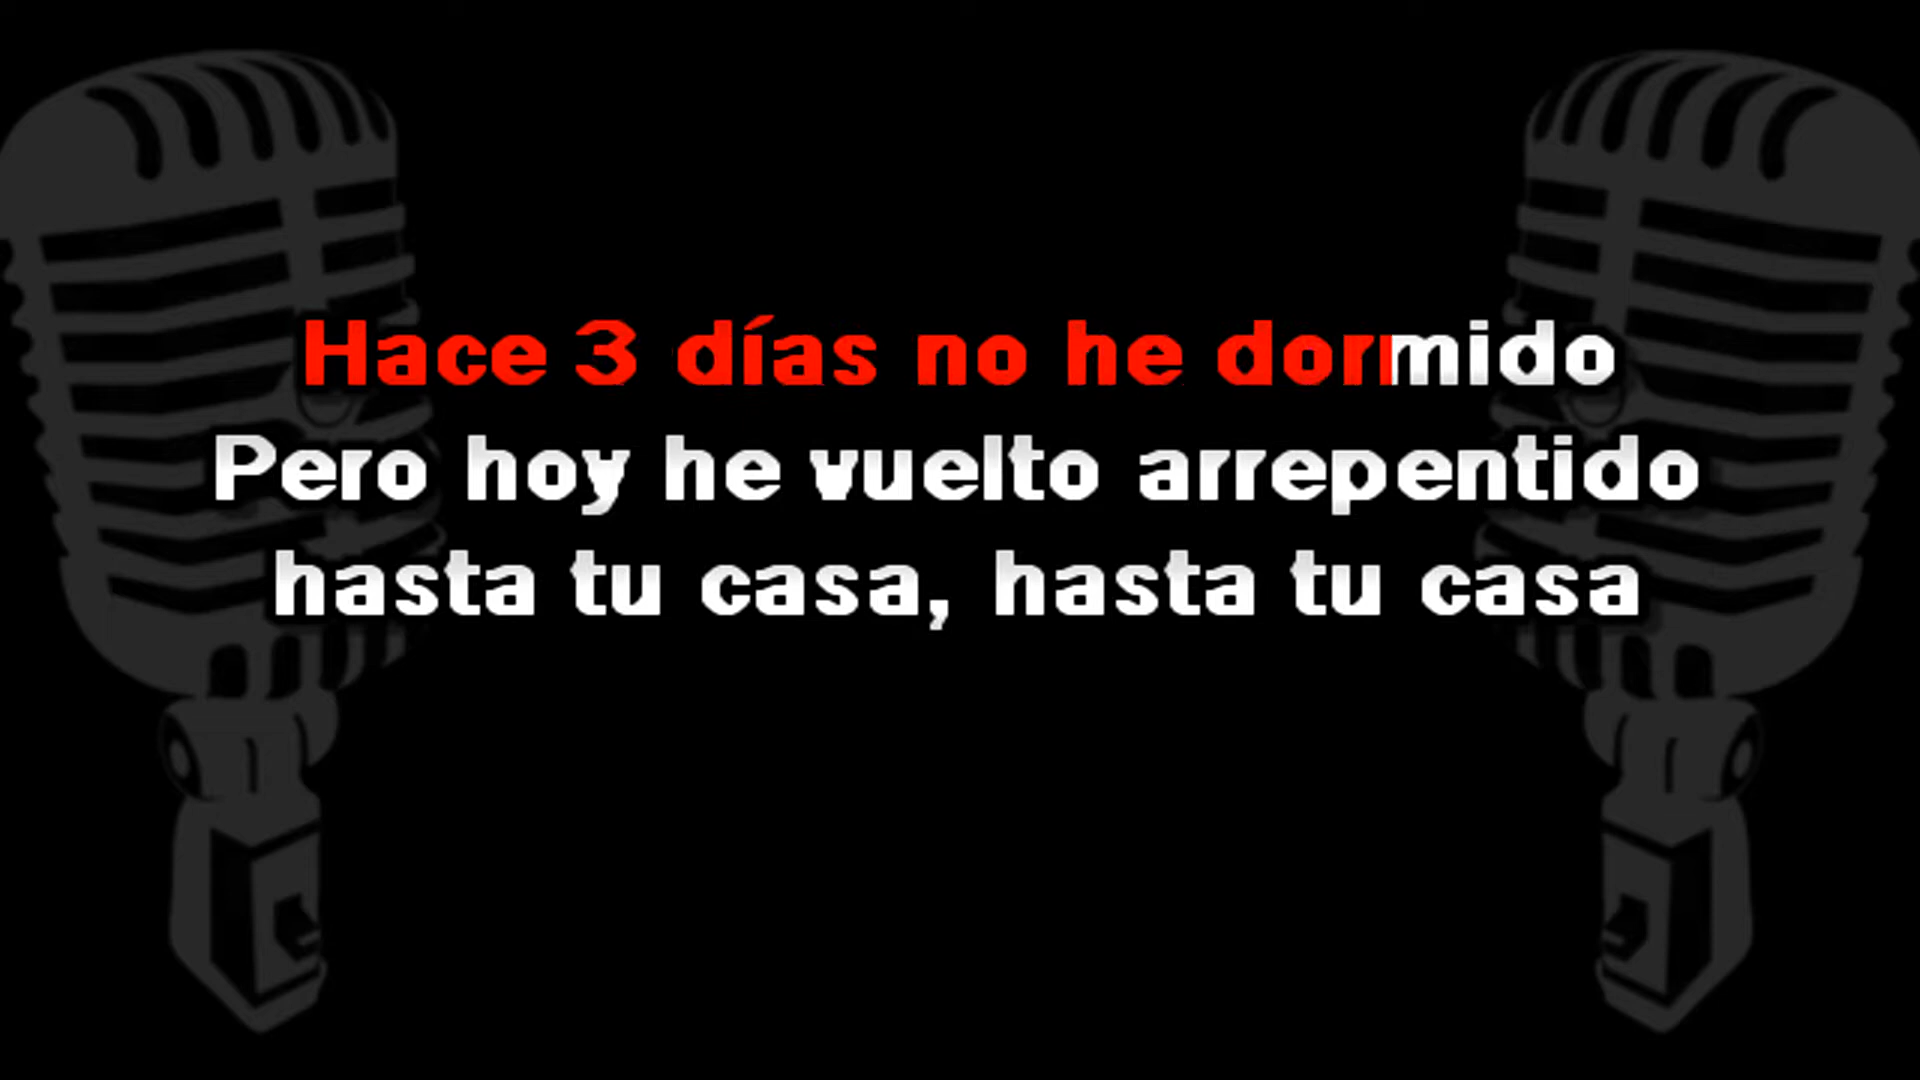 Hace 3 días no he dormido
Pero hoy he vuelto arrepentido
hasta tu casa, hasta tu casa